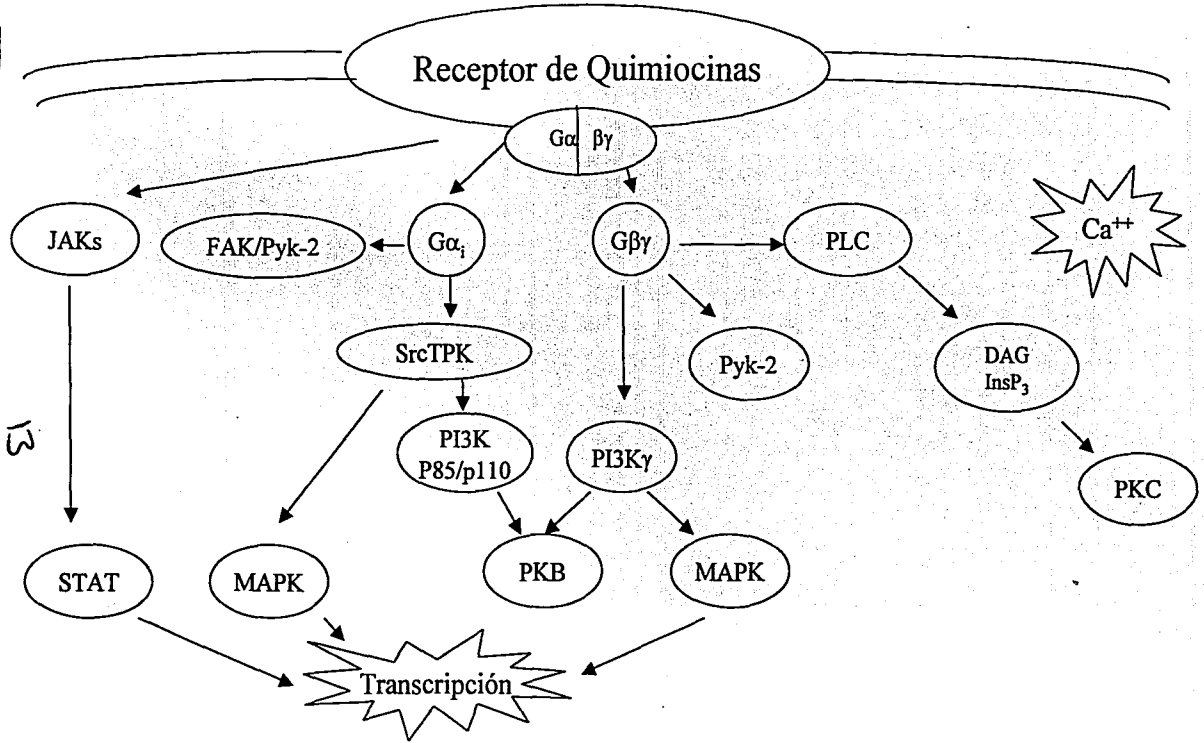 Receptor de Quimiocinas
Gα βγ
JAKs
FAK/Pyk-2
Gαi
Gβγ
PLC
Ca++
SrcTPK
Pyk-2
DAG
InsP3
PI3K
P85/p110
PI3Kγ
PKC
13
STAT
MAPK
PKB
MAPK
Transcripción